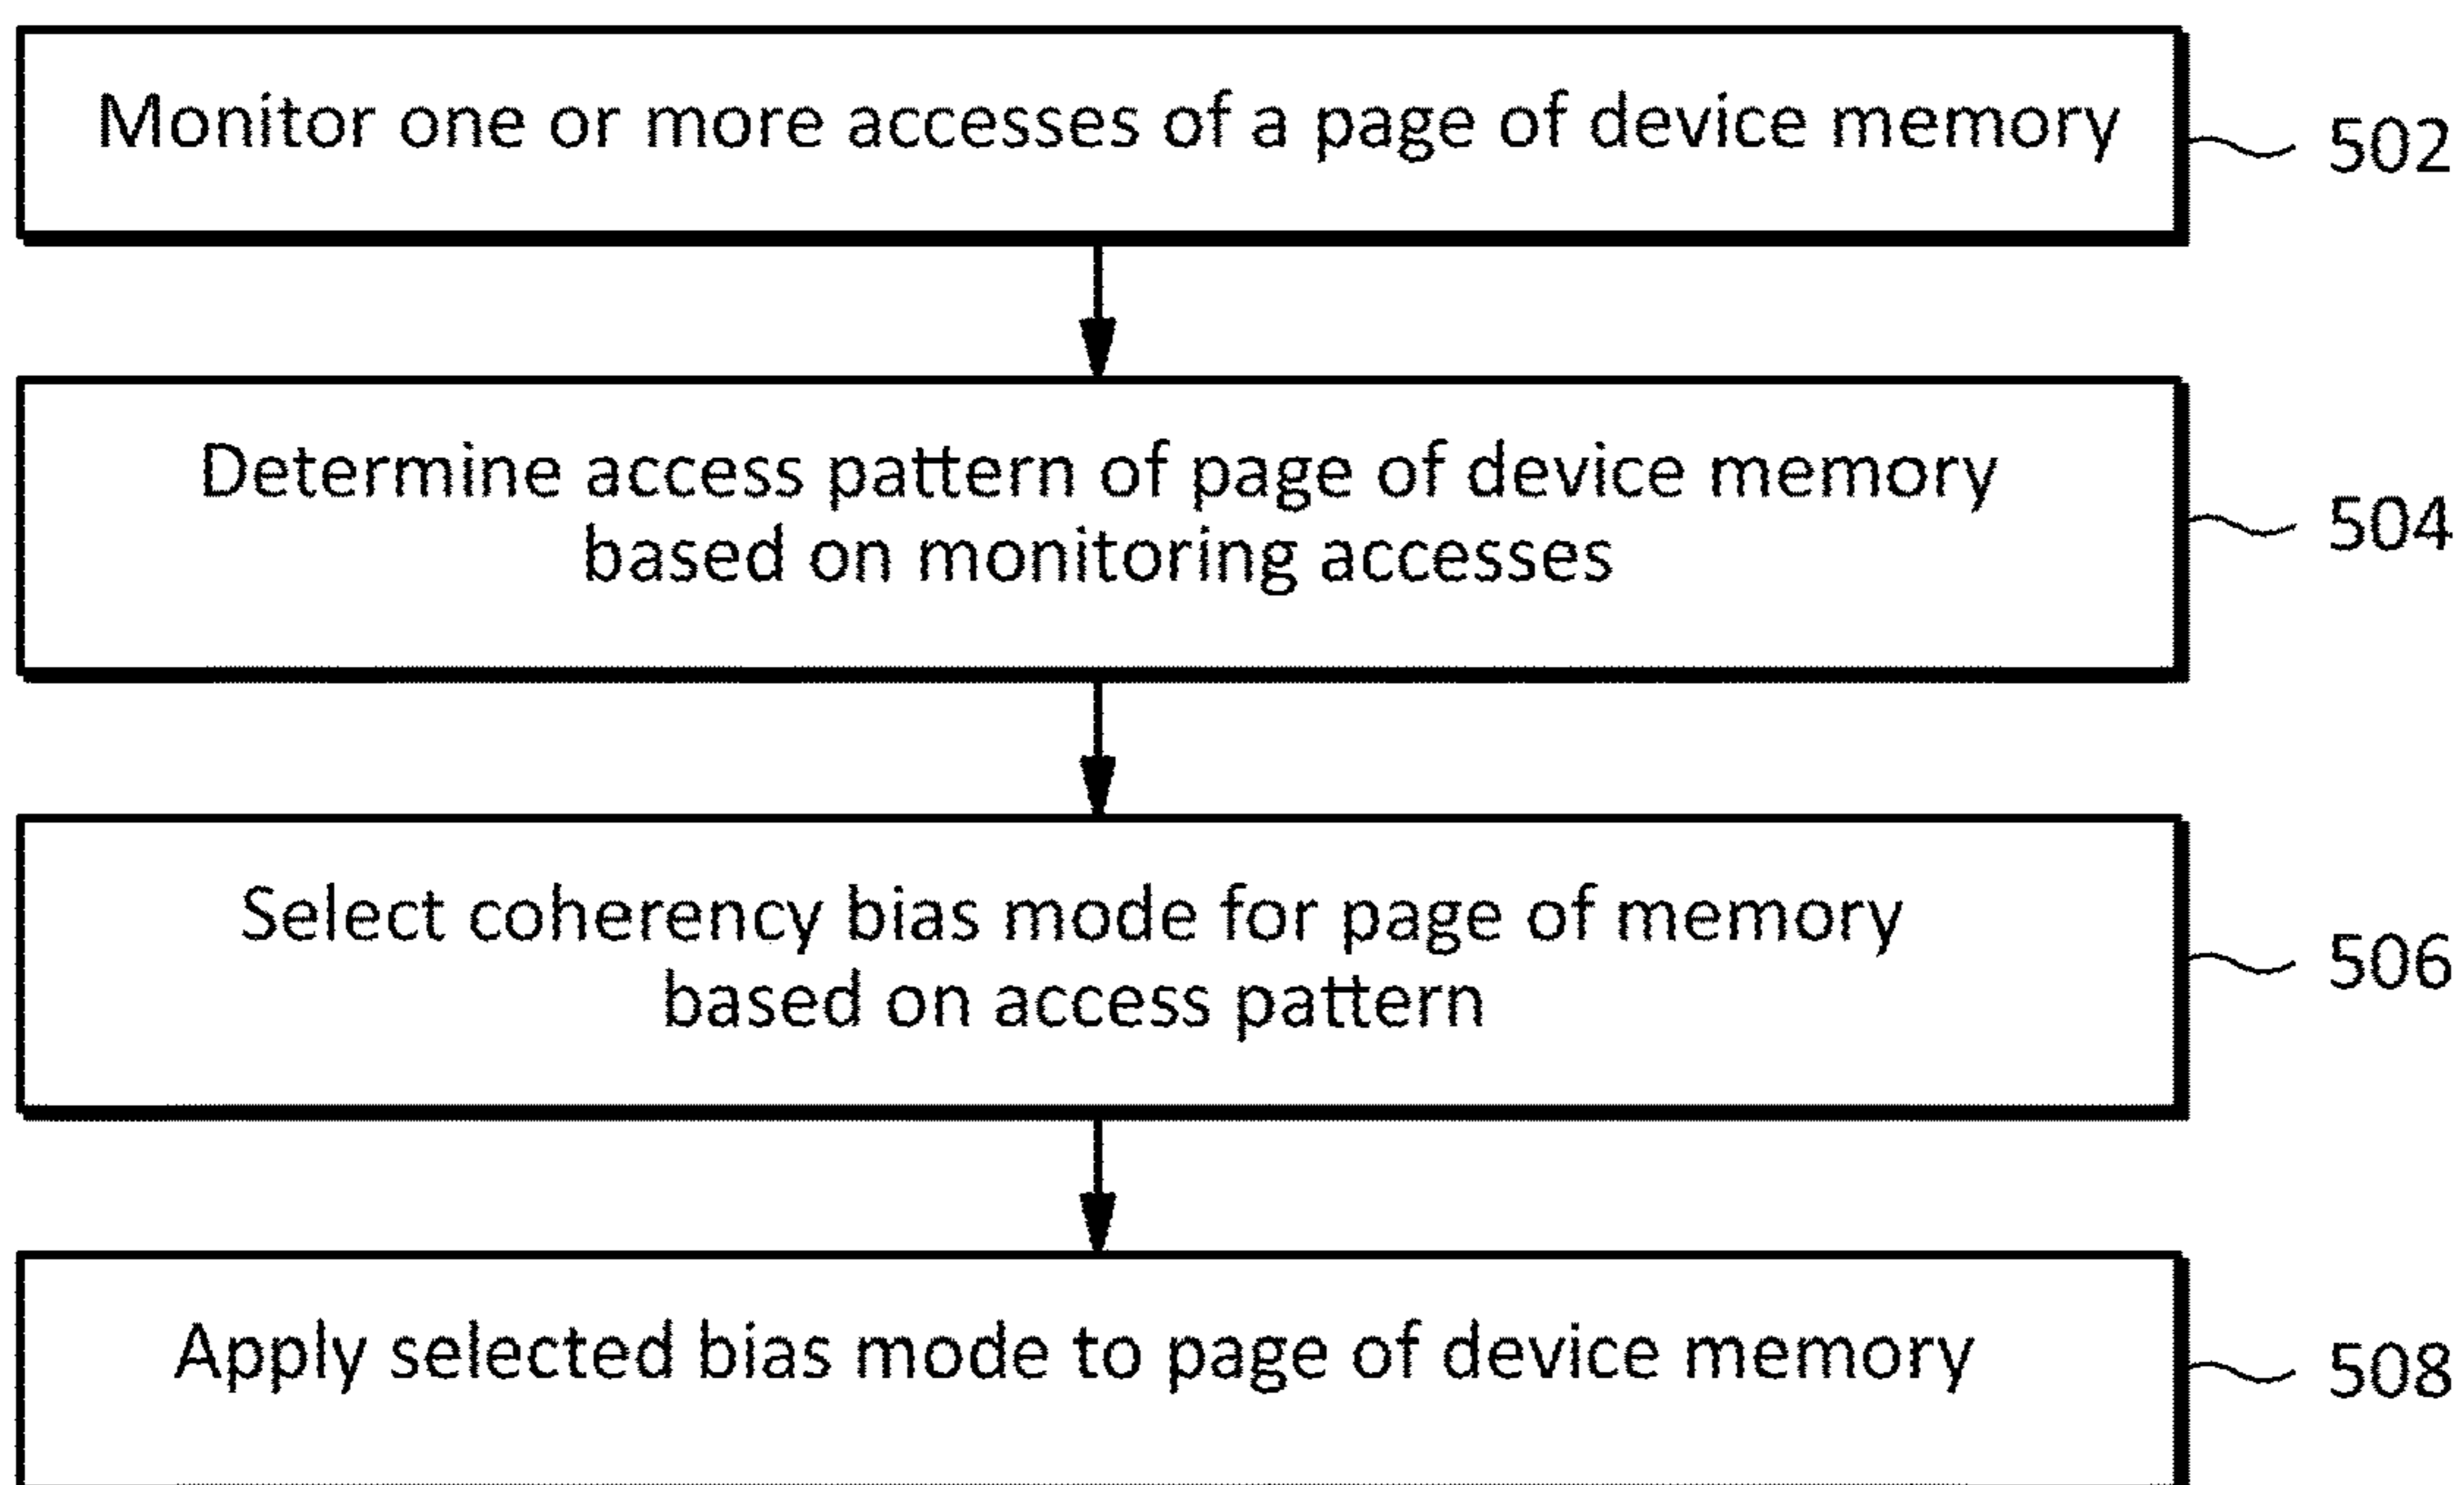 Monitor one or more accesses of a page of device memory
502
Determine access pattern of page of device memory
based on monitoring accesses
504
Select coherency bias mode for page of memory
based on access pattern
506
Apply selected bias mode to page of device memory
508